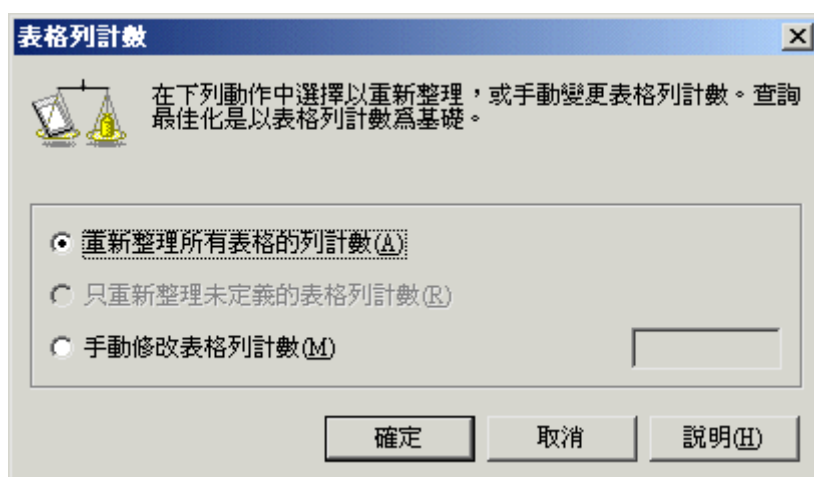 表格列計數
在下列動作中選擇以重新整理，或手動變更表格列計數。查詢
最佳化是以表格列計數爲基礎。
重新整理所有表格的列計數(A)
只重新整理未定義的表格列計數(R)
手動修改表格列計數(M)
確定
取消
說明(H)